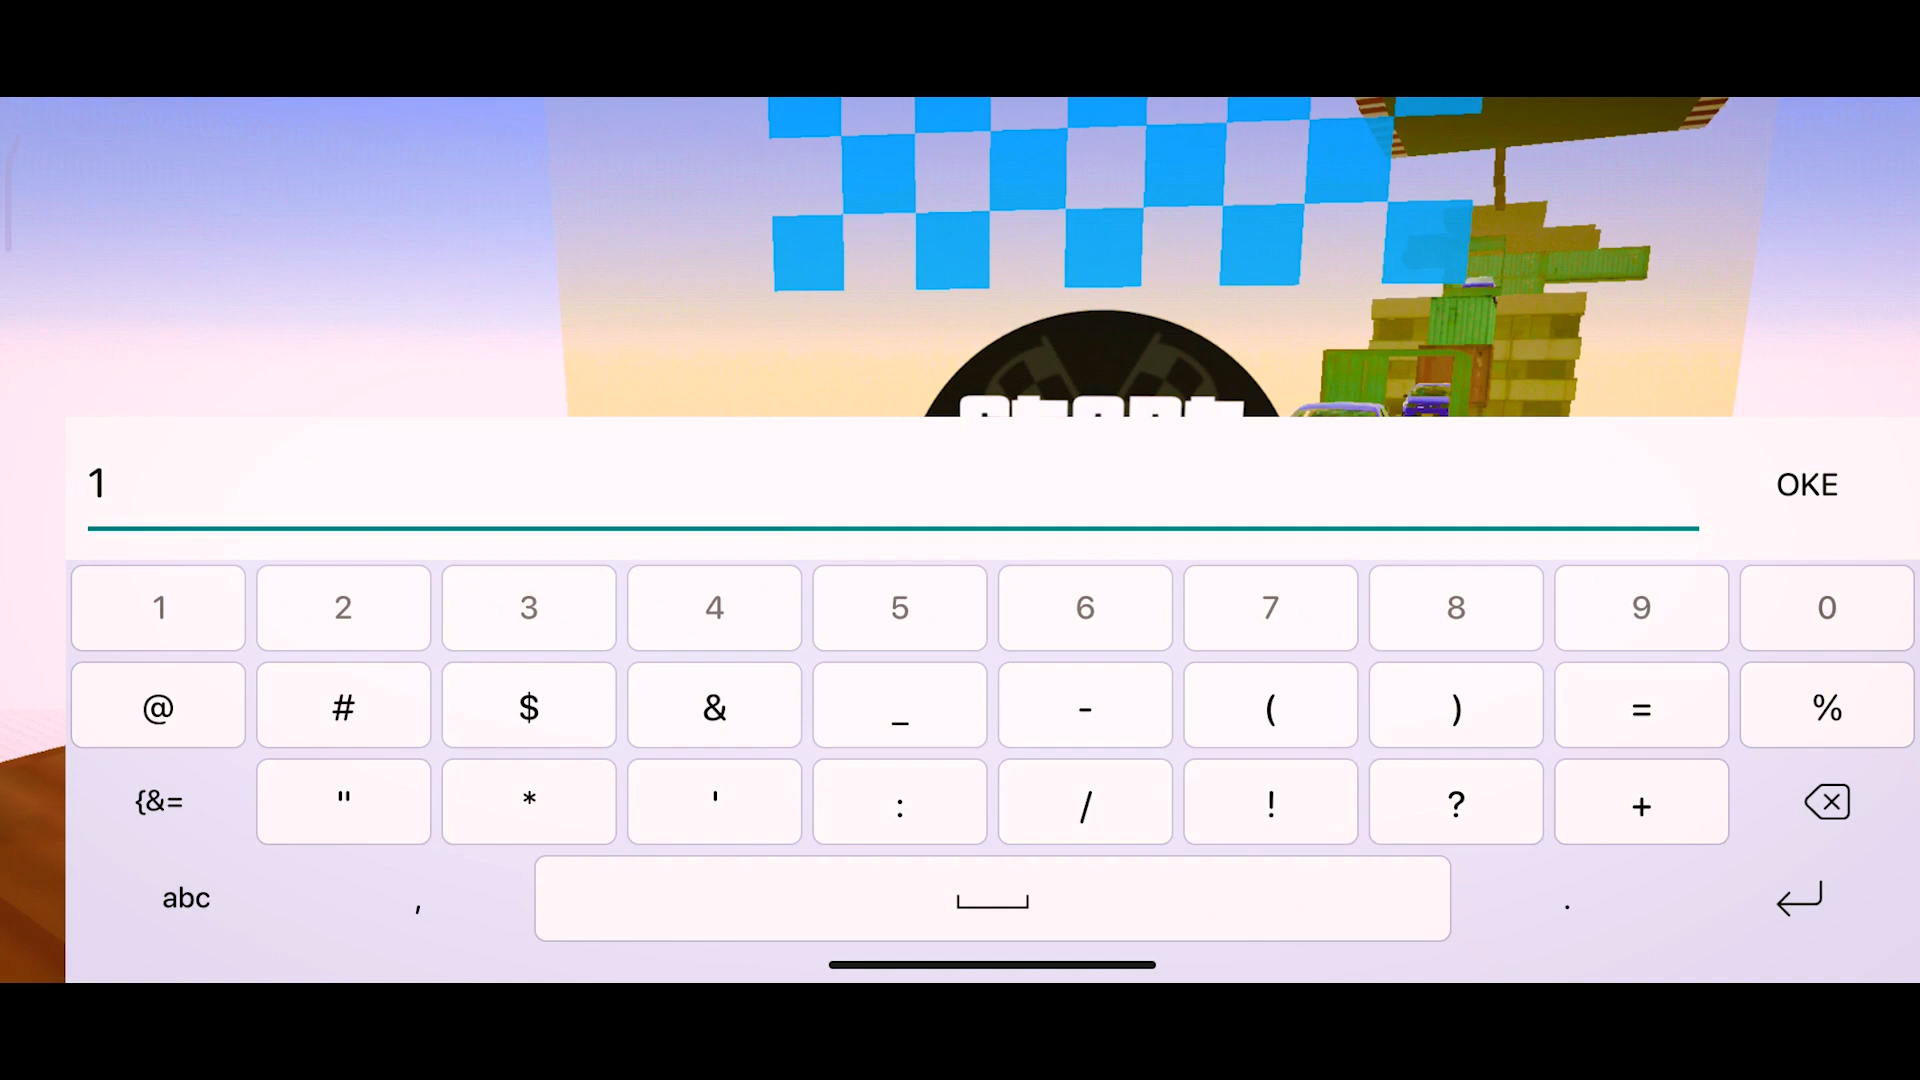 1
OKE
1 2 3 4 5 6 7 8 9 0
@ # $ & _ - ( ) = %
{&= " * ' : / ! ? +
abc , .